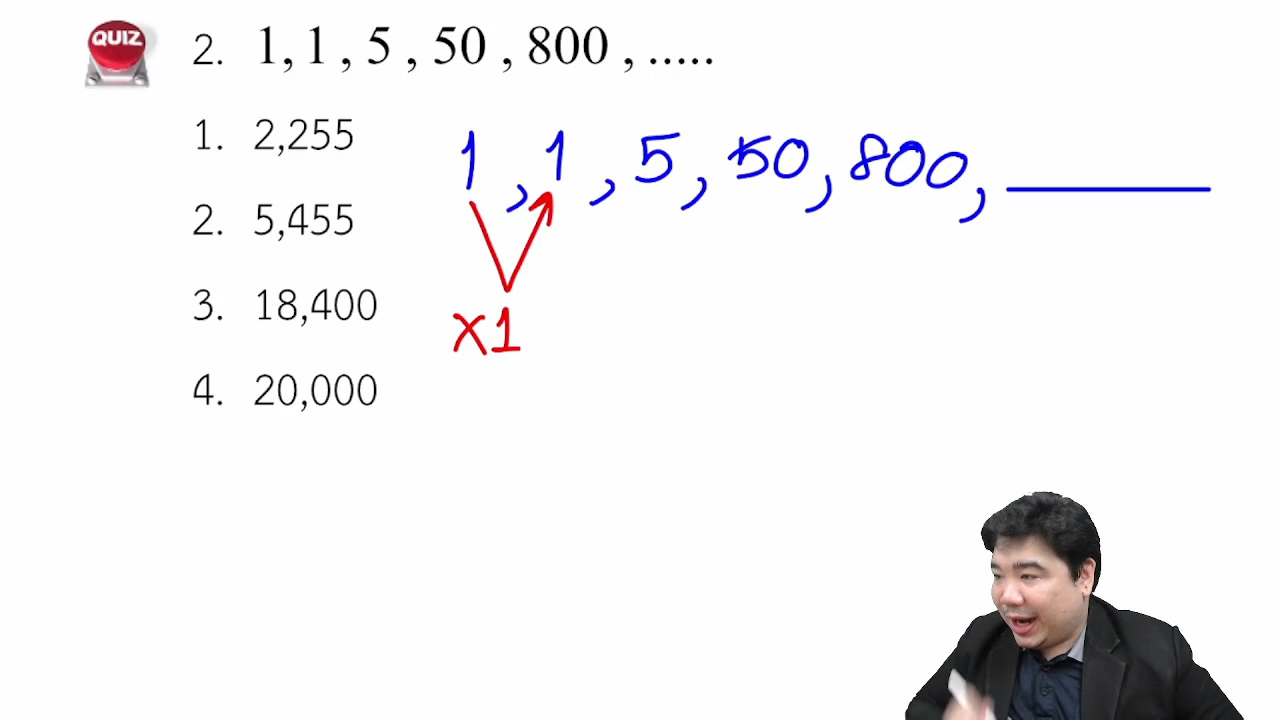 QUIZ
2. 1, 1 , 5 , 50 , 800 , .....
1. 2,255
2. 5,455
3. 18,400
4. 20,000
1 , 1 , 5 , 50 , 800 ,
x1